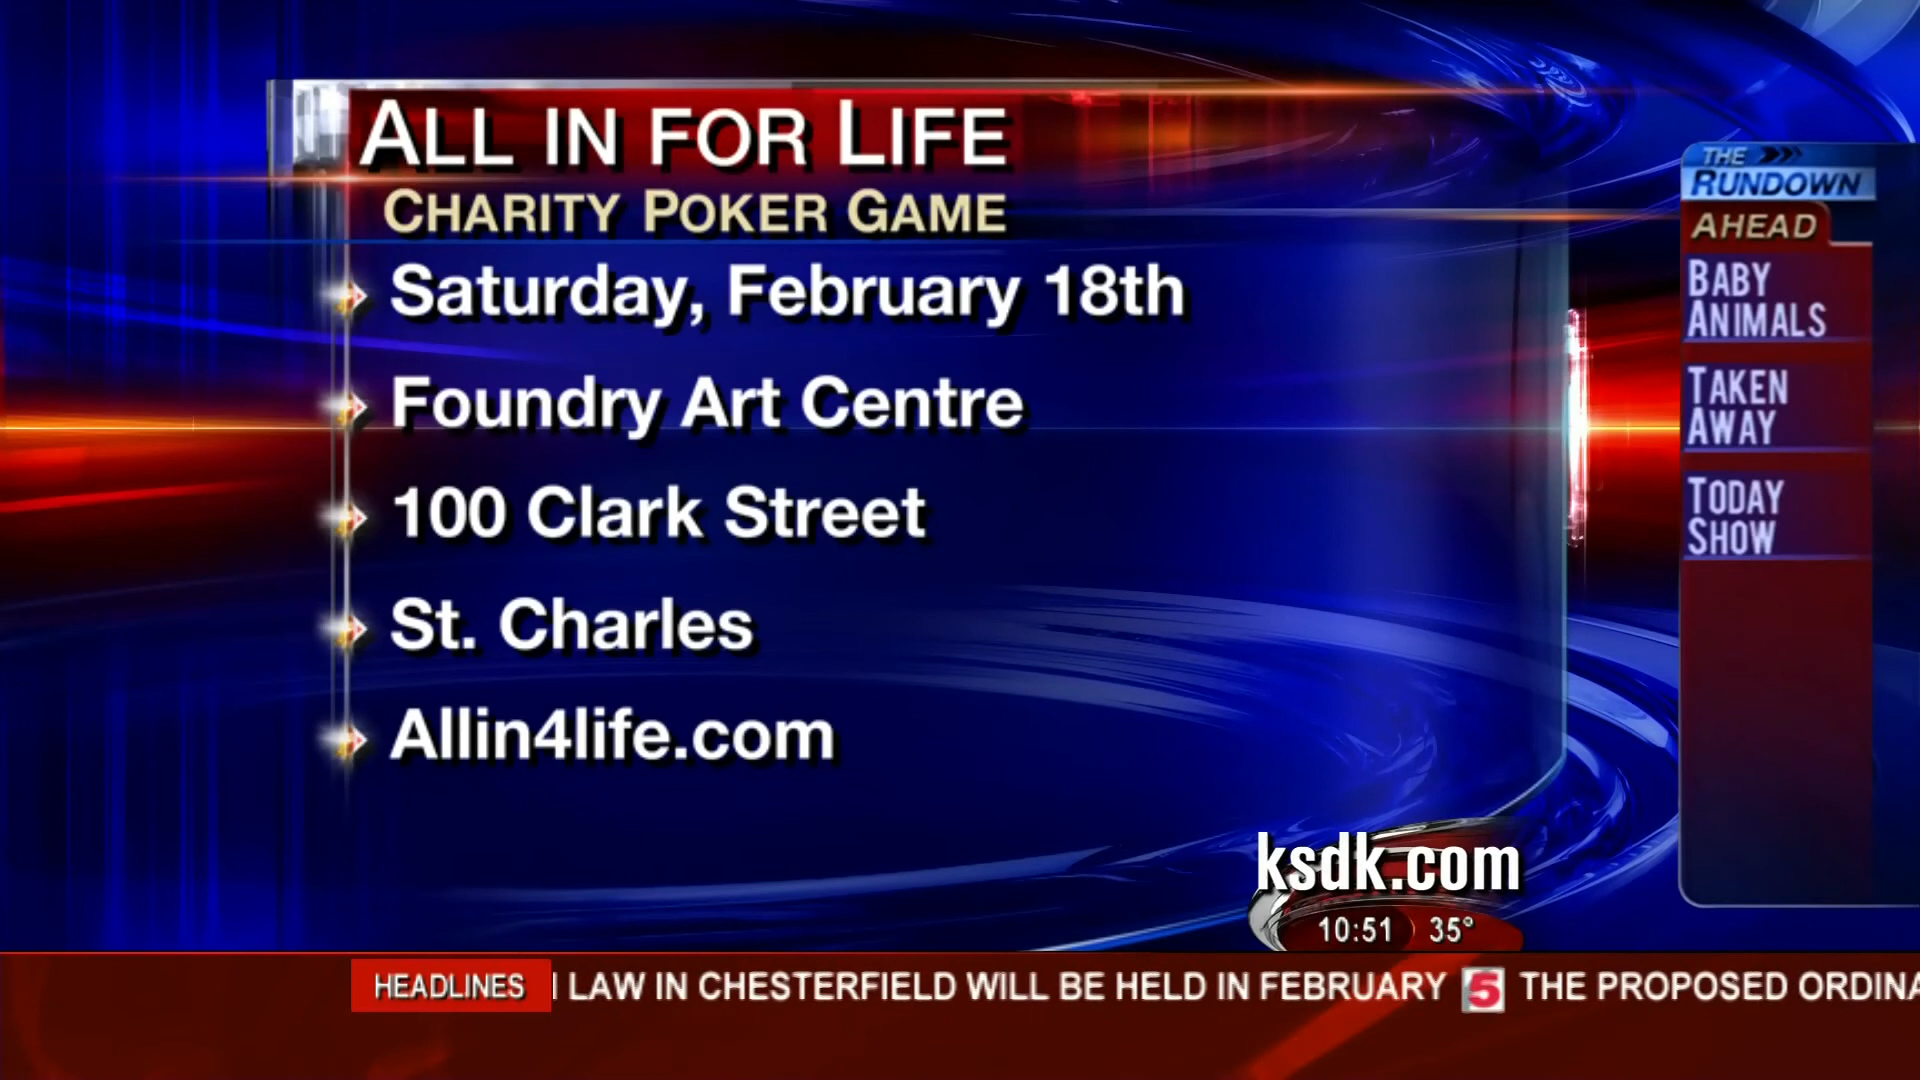 ALL IN FOR LIFE
CHARITY POKER GAME
Saturday, February 18th
Foundry Art Centre
100 Clark Street
St. Charles
Allin4life.com
THE
RUNDOWN
AHEAD
BABY
ANIMALS
TAKEN
AWAY
TODAY
SHOW
ksdk.com
10:51 35°
HEADLINES LAW IN CHESTERFIELD WILL BE HELD IN FEBRUARY 5 THE PROPOSED ORDINA